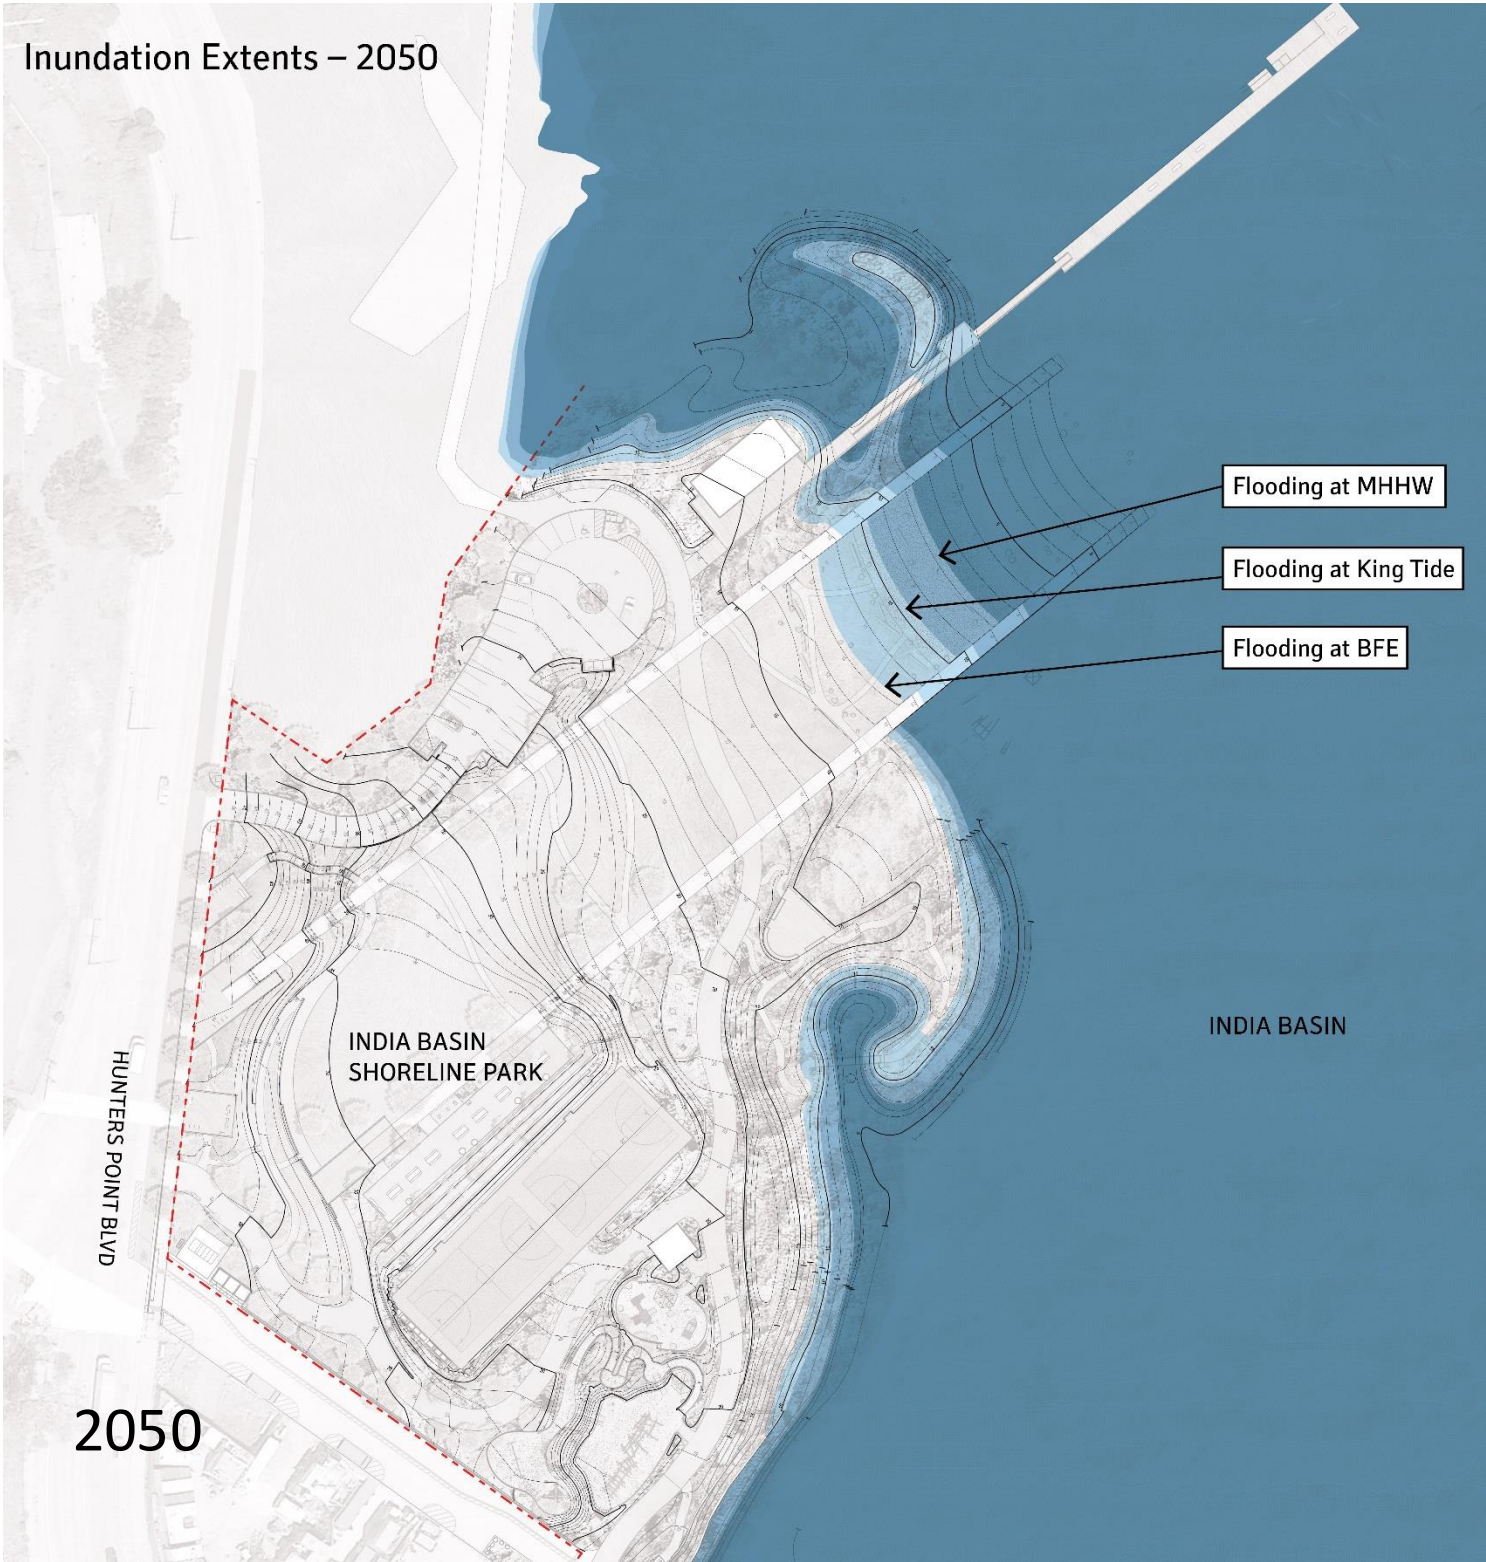 Inundation Extents – 2050
Flooding at MHHW
Flooding at King Tide
Flooding at BFE
INDIA BASIN
INDIA BASIN
SHORELINE PARK
HUNTERS POINT BLVD
2050